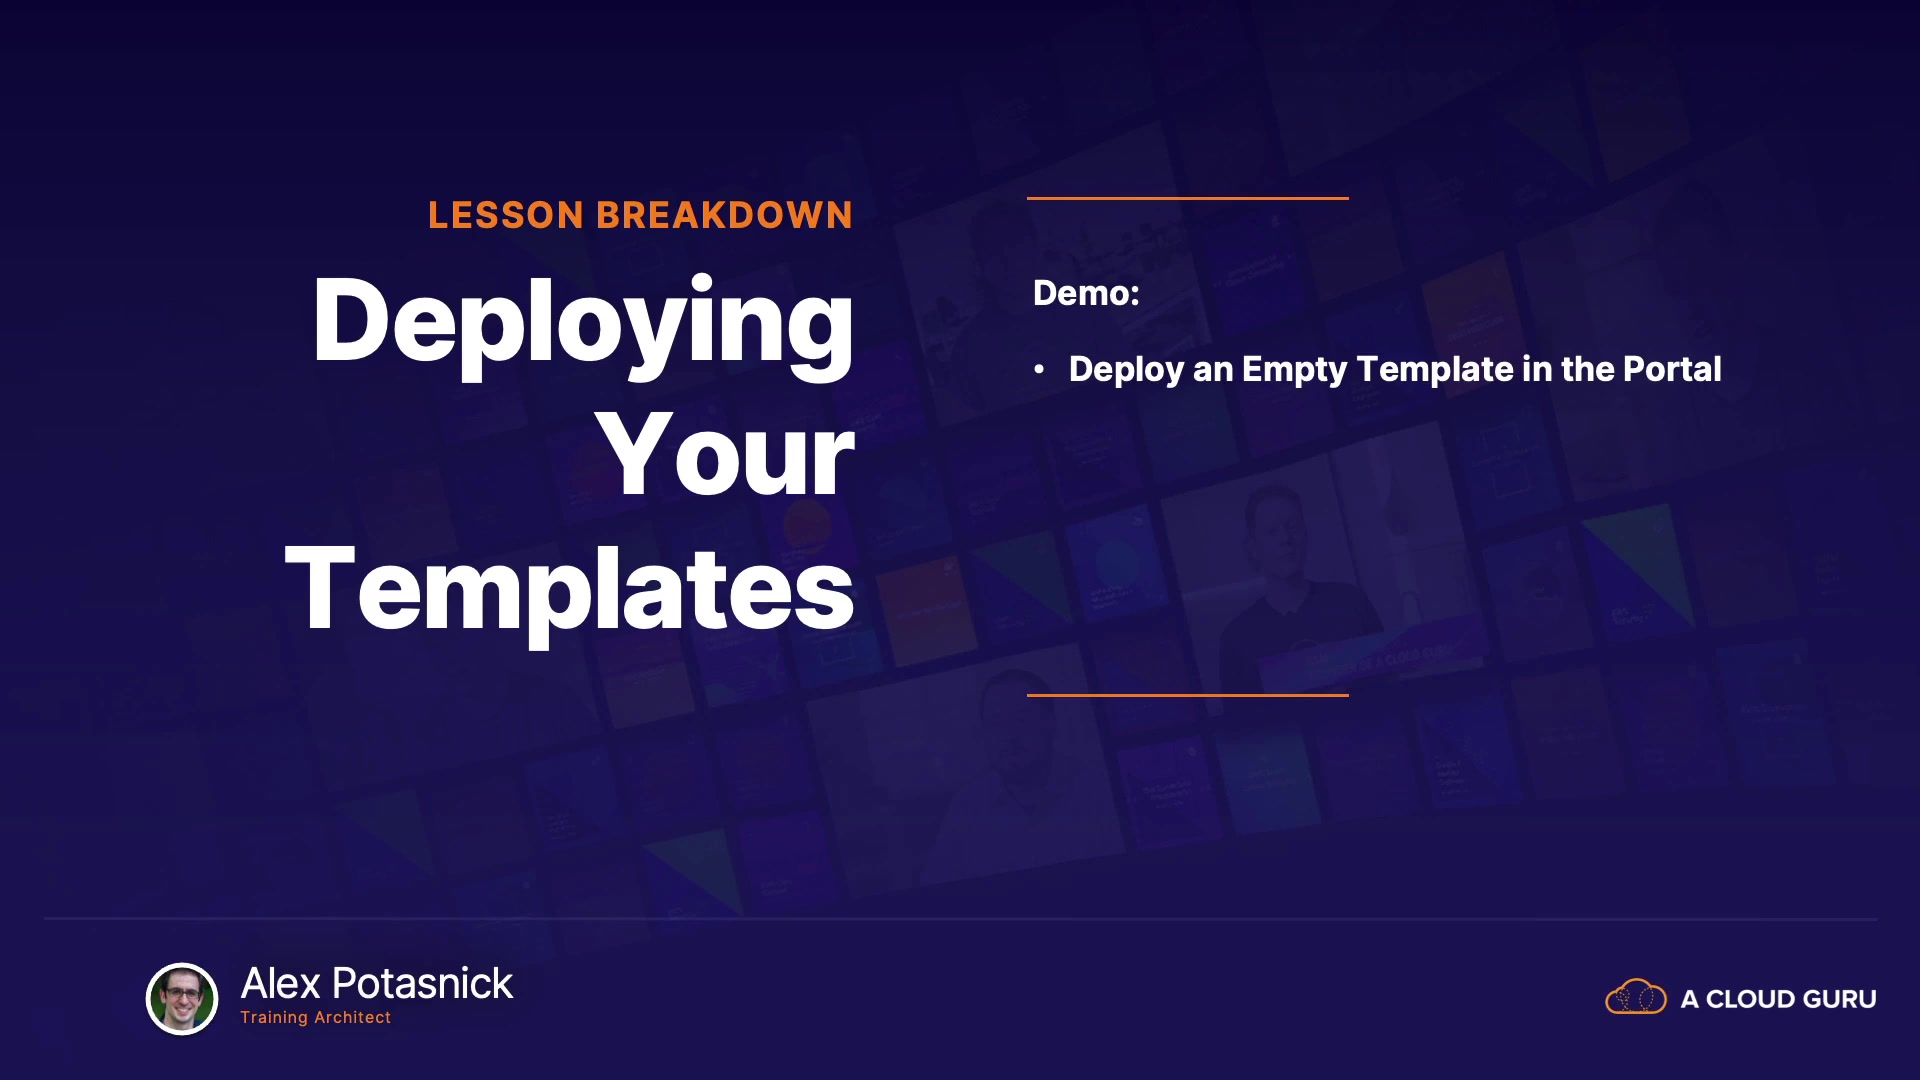 LESSON BREAKDOWN
Deploying
Your
Templates
Demo:
• Deploy an Empty Template in the Portal
Alex Potasnick
Training Architect
A CLOUD GURU